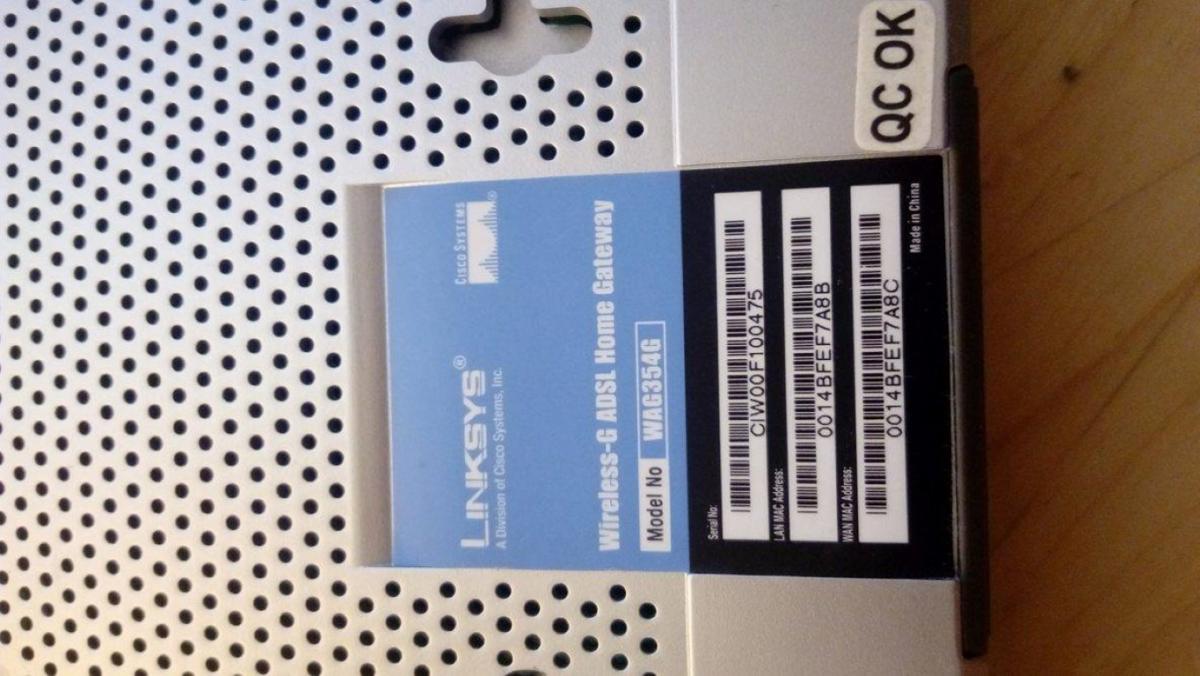 QC OK
CISCO SYSTEMS
®
LINKSYS®
A Division of Cisco Systems, Inc.
Wireless-G ADSL Home Gateway
Model No WAG354G
Serial No:
CIW00F100475
LAN MAC Address:
0014BFEF7A8B
WAN MAC Address:
0014BFEF7A8C
Made in China